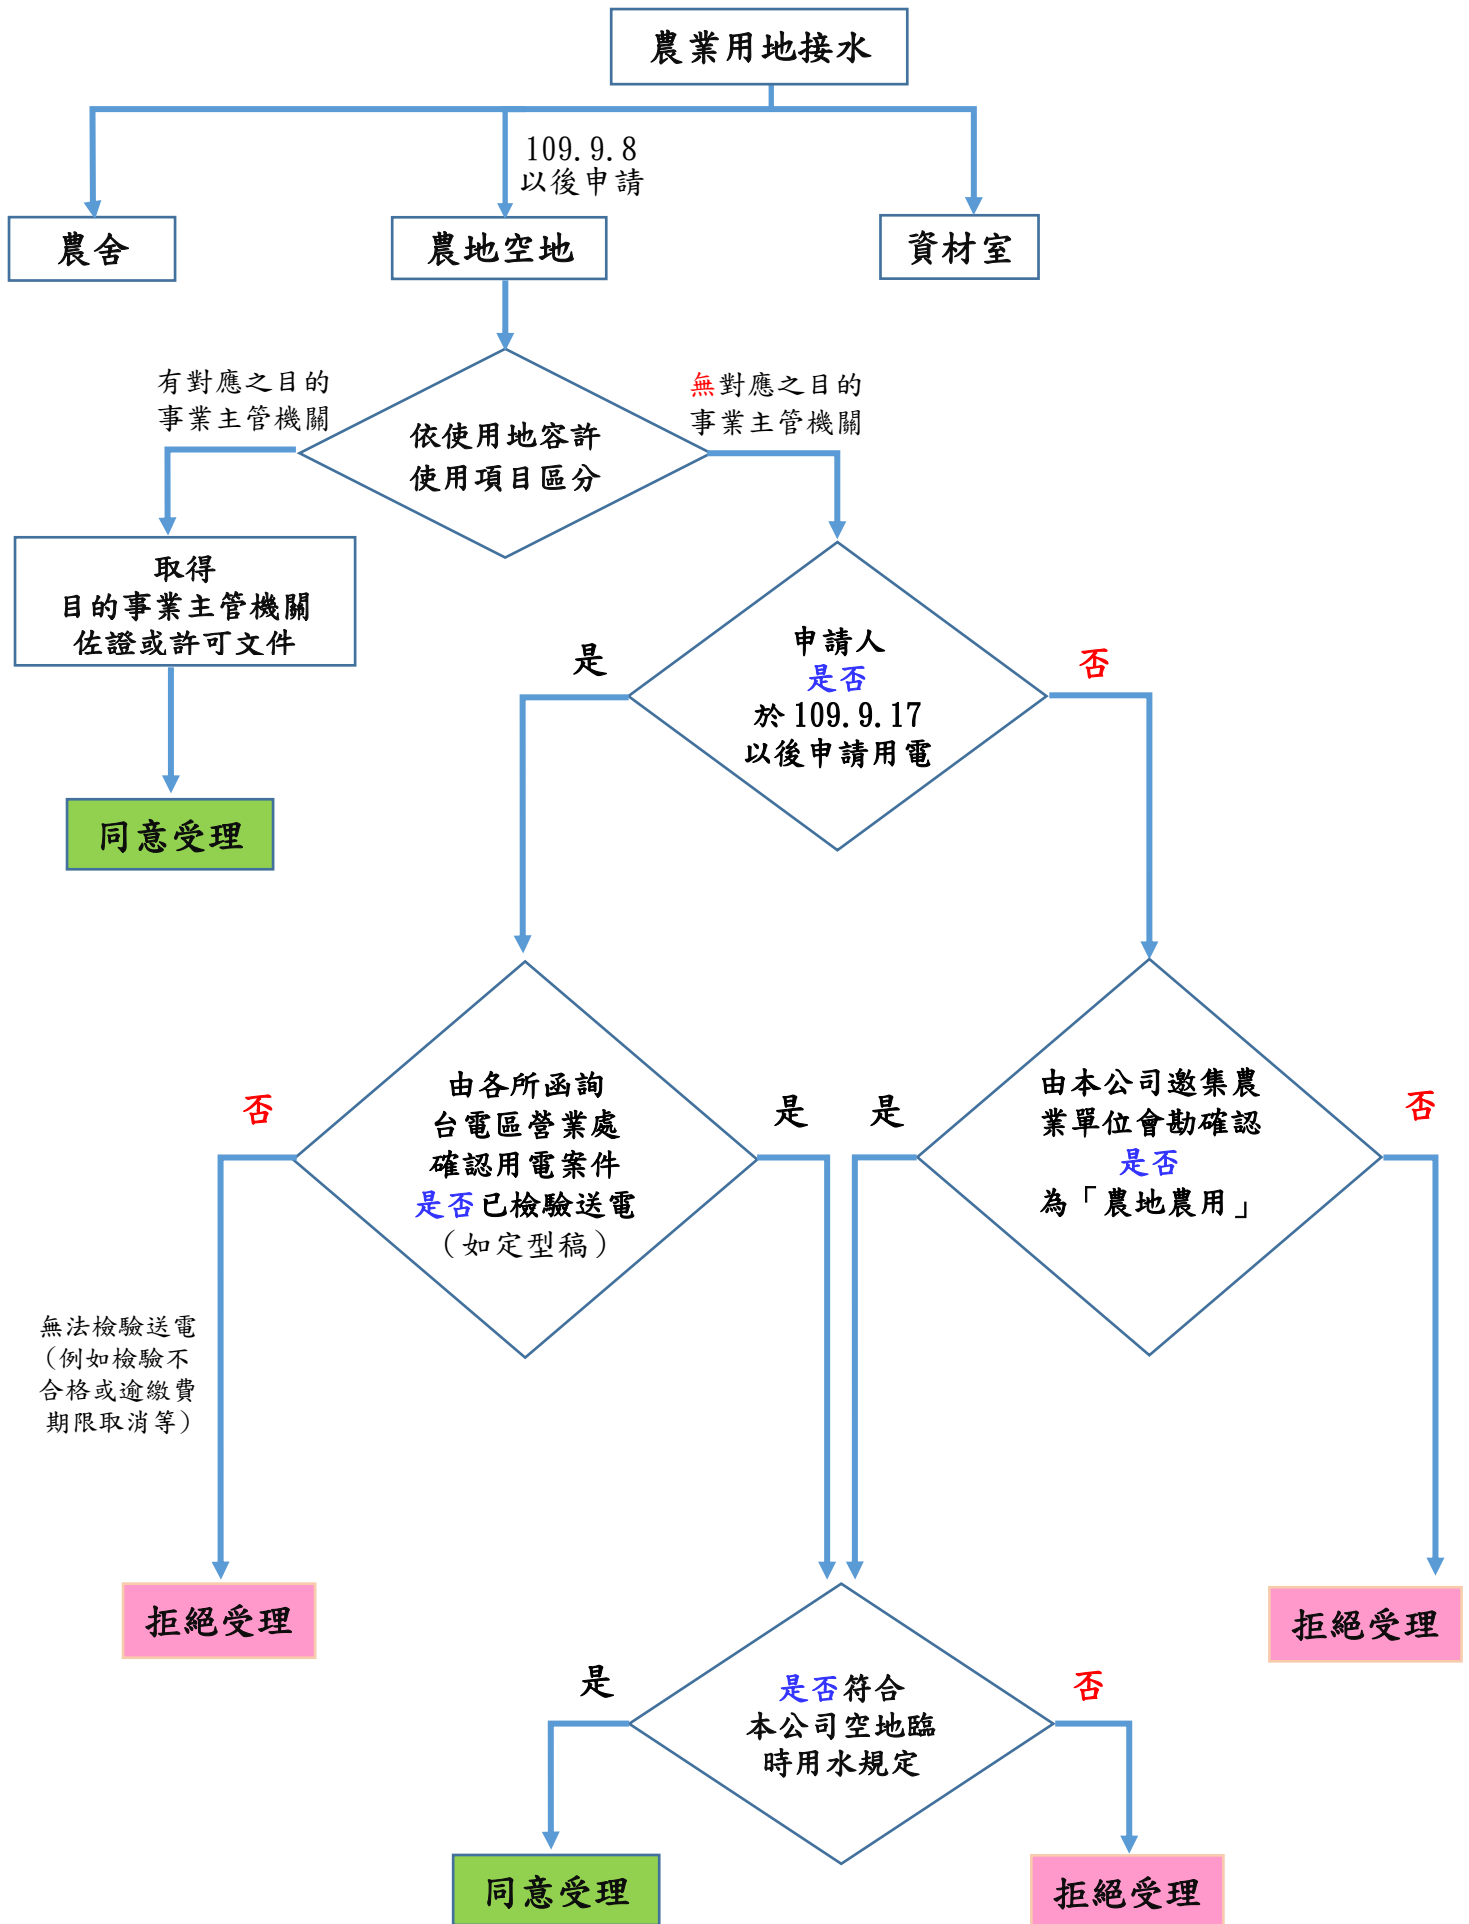 農業用地接水
109.9.8
以後申請
農舍
農地空地
資材室
有對應之目的
事業主管機關
無對應之目的
事業主管機關
依使用地容許
使用項目區分
取得
目的事業主管機關
佐證或許可文件
是
申請人
是否
於109.9.17
以後申請用電
否
同意受理
否
由各所函詢
台電區營業處
確認用電案件
是否已檢驗送電
（如定型稿）
是
是
由本公司邀集農
業單位會勘確認
是否
為「農地農用」
否
無法檢驗送電
（例如檢驗不
合格或逾繳費
期限取消等）
拒絕受理
拒絕受理
是
是否符合
本公司空地臨
時用水規定
否
同意受理
拒絕受理